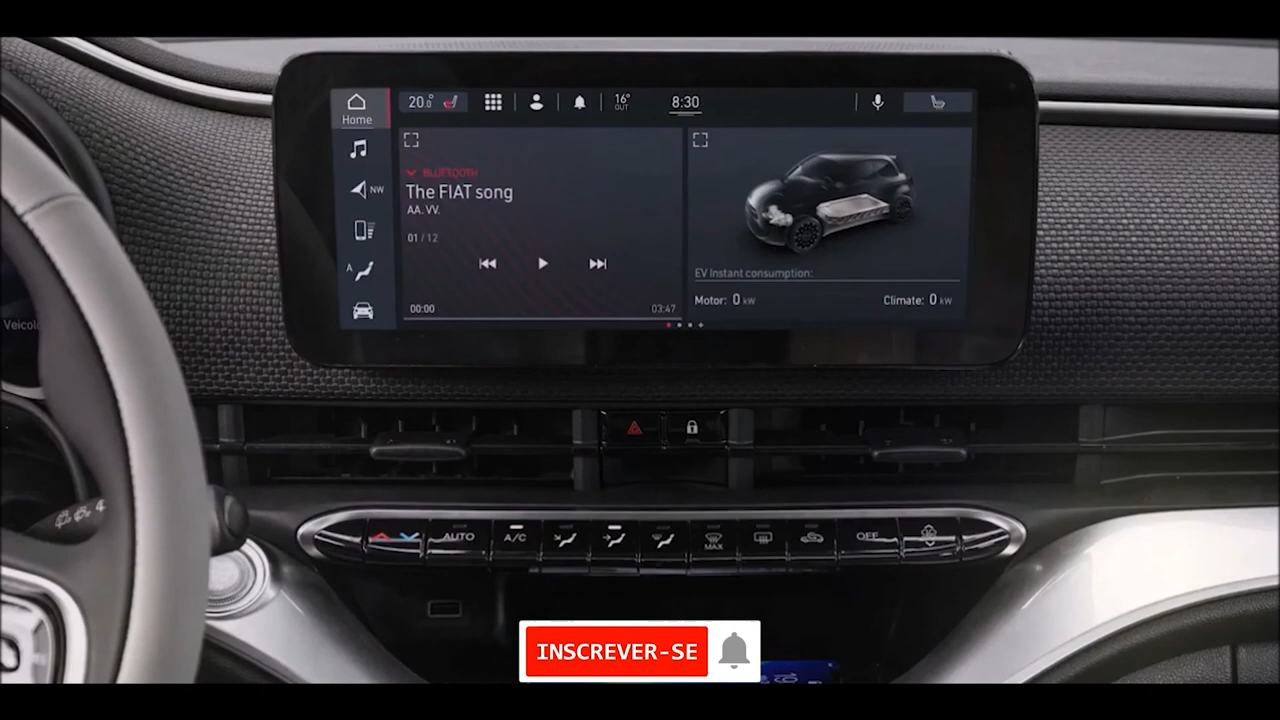 Home
20.0°
16°
OUT
8:30
NW
A
BLUETOOTH
The FIAT song
AA. VV.
01 / 12
00:00
03:47
EV Instant consumption:
Motor: 0 kW
Climate: 0 kW
Veicolo
AUTO
A/C
MAX
OFF
INSCREVER-SE